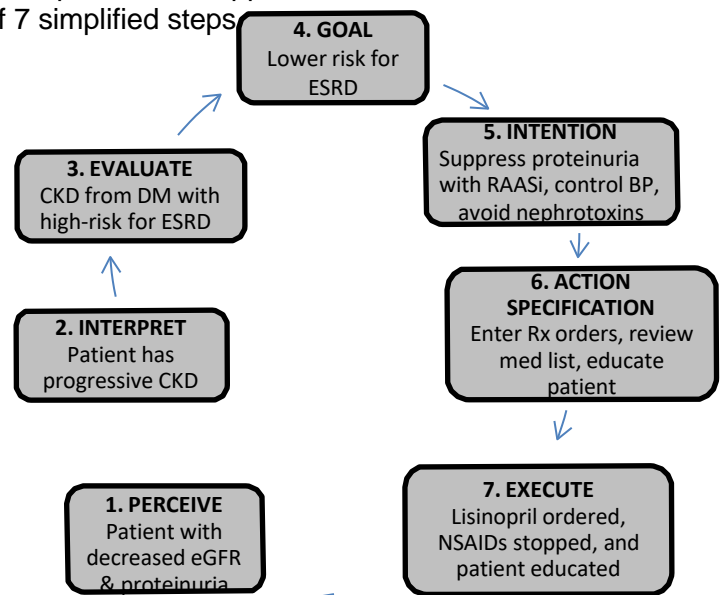 f 7 simplified steps
4. GOAL
Lower risk for
ESRD
5. INTENTION
Suppress proteinuria
with RAASi, control BP,
avoid nephrotoxins
3. EVALUATE
CKD from DM with
high-risk for ESRD
6. ACTION
SPECIFICATION
Enter Rx orders, review
med list, educate
patient
2. INTERPRET
Patient has
progressive CKD
7. EXECUTE
Lisinopril ordered,
NSAIDs stopped, and
patient educated
1. PERCEIVE
Patient with
decreased eGFR
& proteinuria